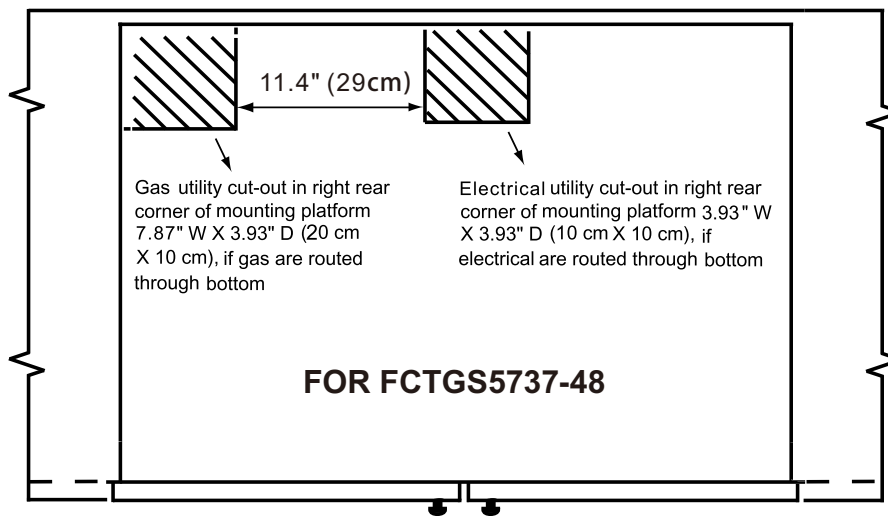 11.4" (29cm)
Gas utility cut-out in right rear
corner of mounting platform
7.87" W X 3.93" D (20 cm
X 10 cm), if gas are routed
through bottom
Electrical utility cut-out in right rear
corner of mounting platform 3.93" W
X 3.93" D (10 cm X 10 cm), if
electrical are routed through bottom
FOR FCTGS5737-48